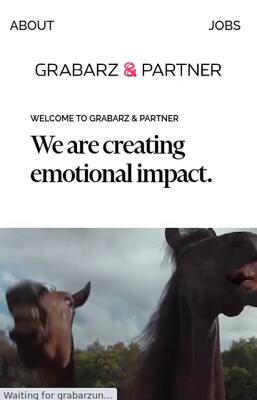 ABOUT JOBS
GRABARZ & PARTNER
WELCOME TO GRABARZ & PARTNER
We are creating
emotional impact.
Waiting for grabarzun...